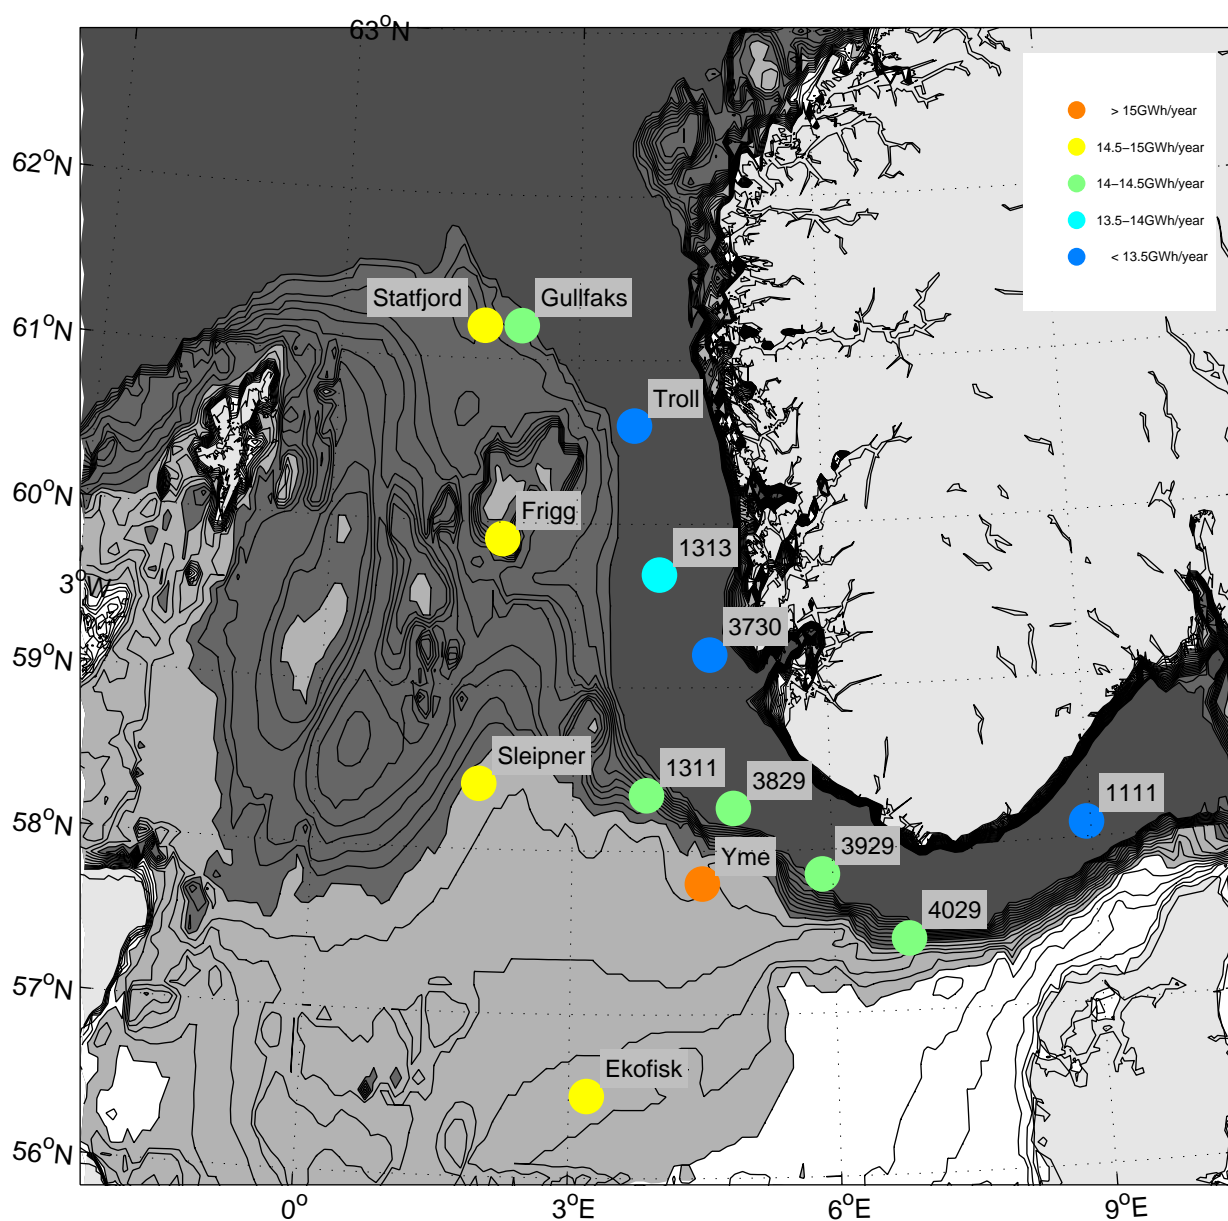 63°N
> 15GWh/year
14.5–15GWh/year
14–14.5GWh/year
13.5–14GWh/year
< 13.5GWh/year
62°N
61°N
60°N
3°W
59°N
58°N
57°N
56°N
Statfjord
Gullfaks
Troll
Frigg
1313
3730
Sleipner
1311
3829
1111
Yme
3929
4029
Ekofisk
0°
3°E
6°E
9°E